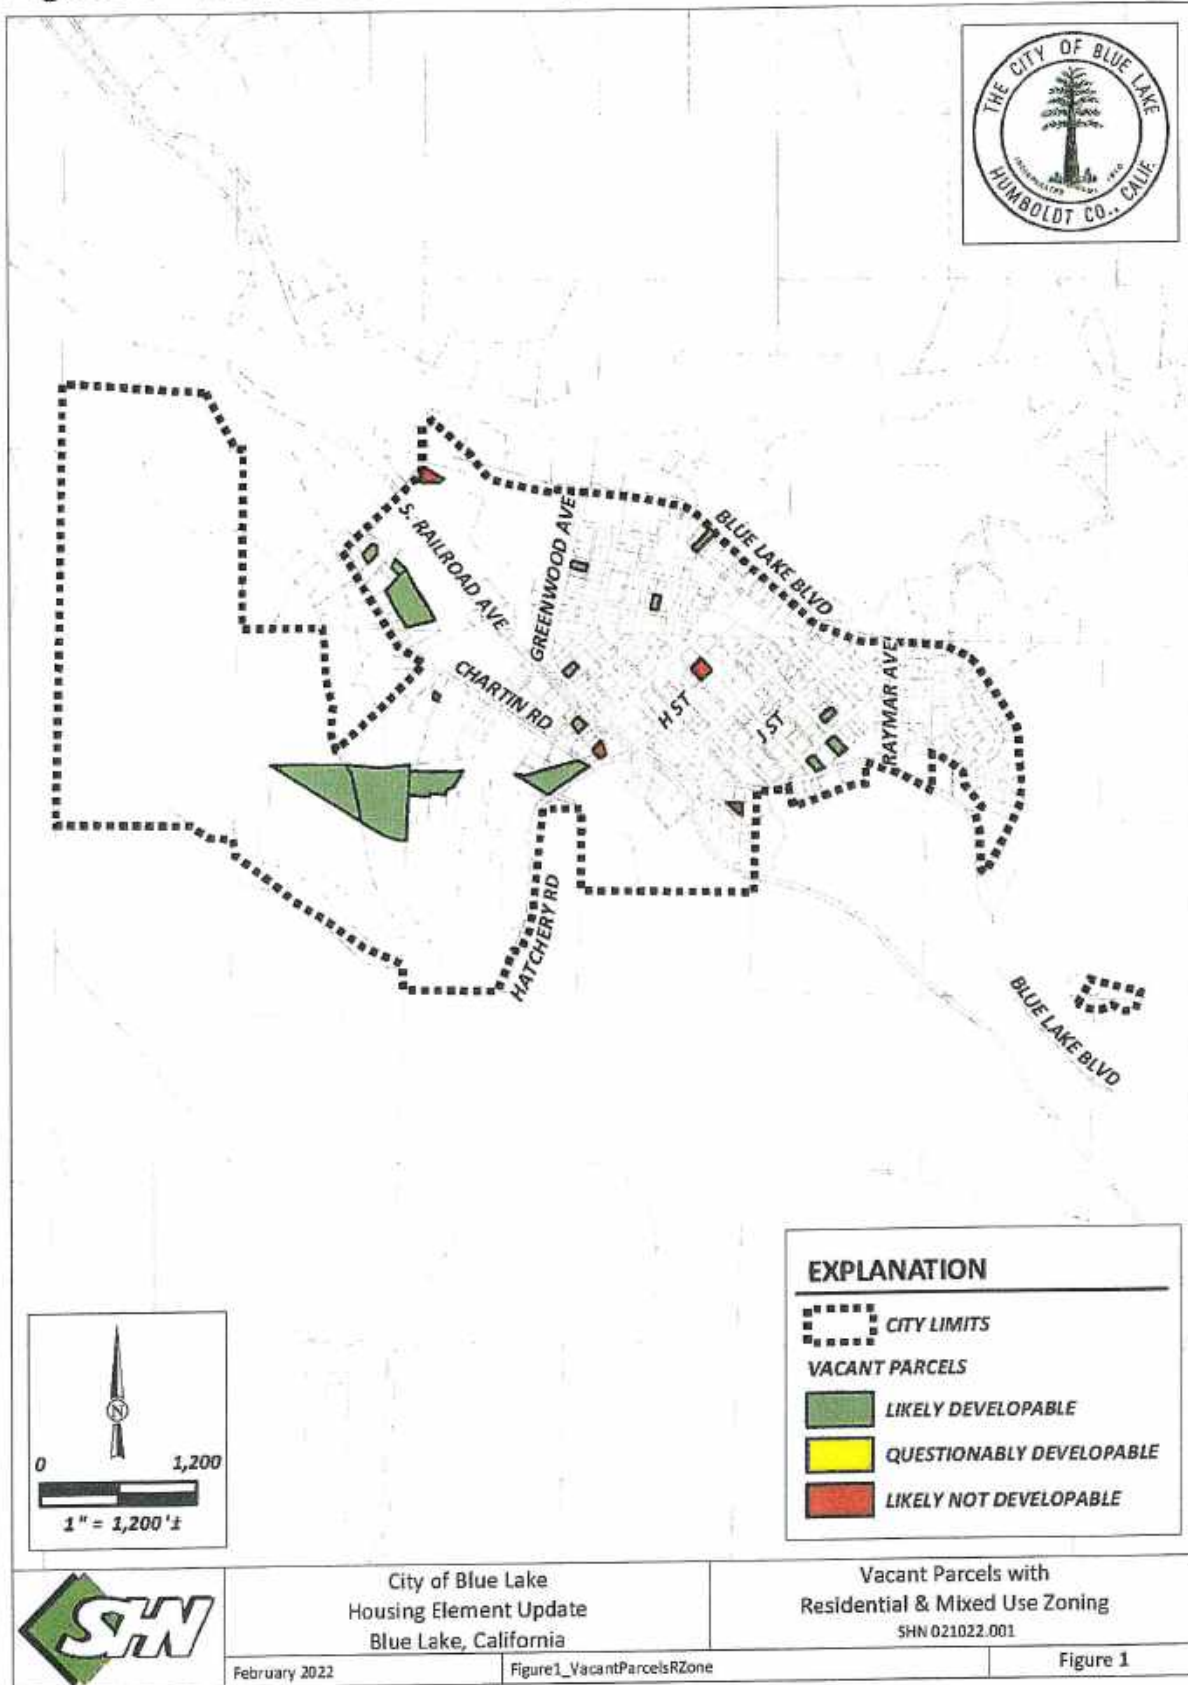 THE CITY OF BLUE LAKE
HUMBOLDT CO., CALIF.
S. RAILROAD AVE
GREENWOOD AVE
BLUE LAKE BLVD
CHARTIN RD
H ST
J ST
RAYMAR AVE
HATCHERY RD
BLUE LAKE BLVD
EXPLANATION
CITY LIMITS
VACANT PARCELS
LIKELY DEVELOPABLE
QUESTIONABLY DEVELOPABLE
LIKELY NOT DEVELOPABLE
N
0 1,200
1" = 1,200'±
SHN
City of Blue Lake
Housing Element Update
Blue Lake, California
Vacant Parcels with
Residential & Mixed Use Zoning
SHN 021022.001
February 2022
Figure1_VacantParcelsRZone
Figure 1